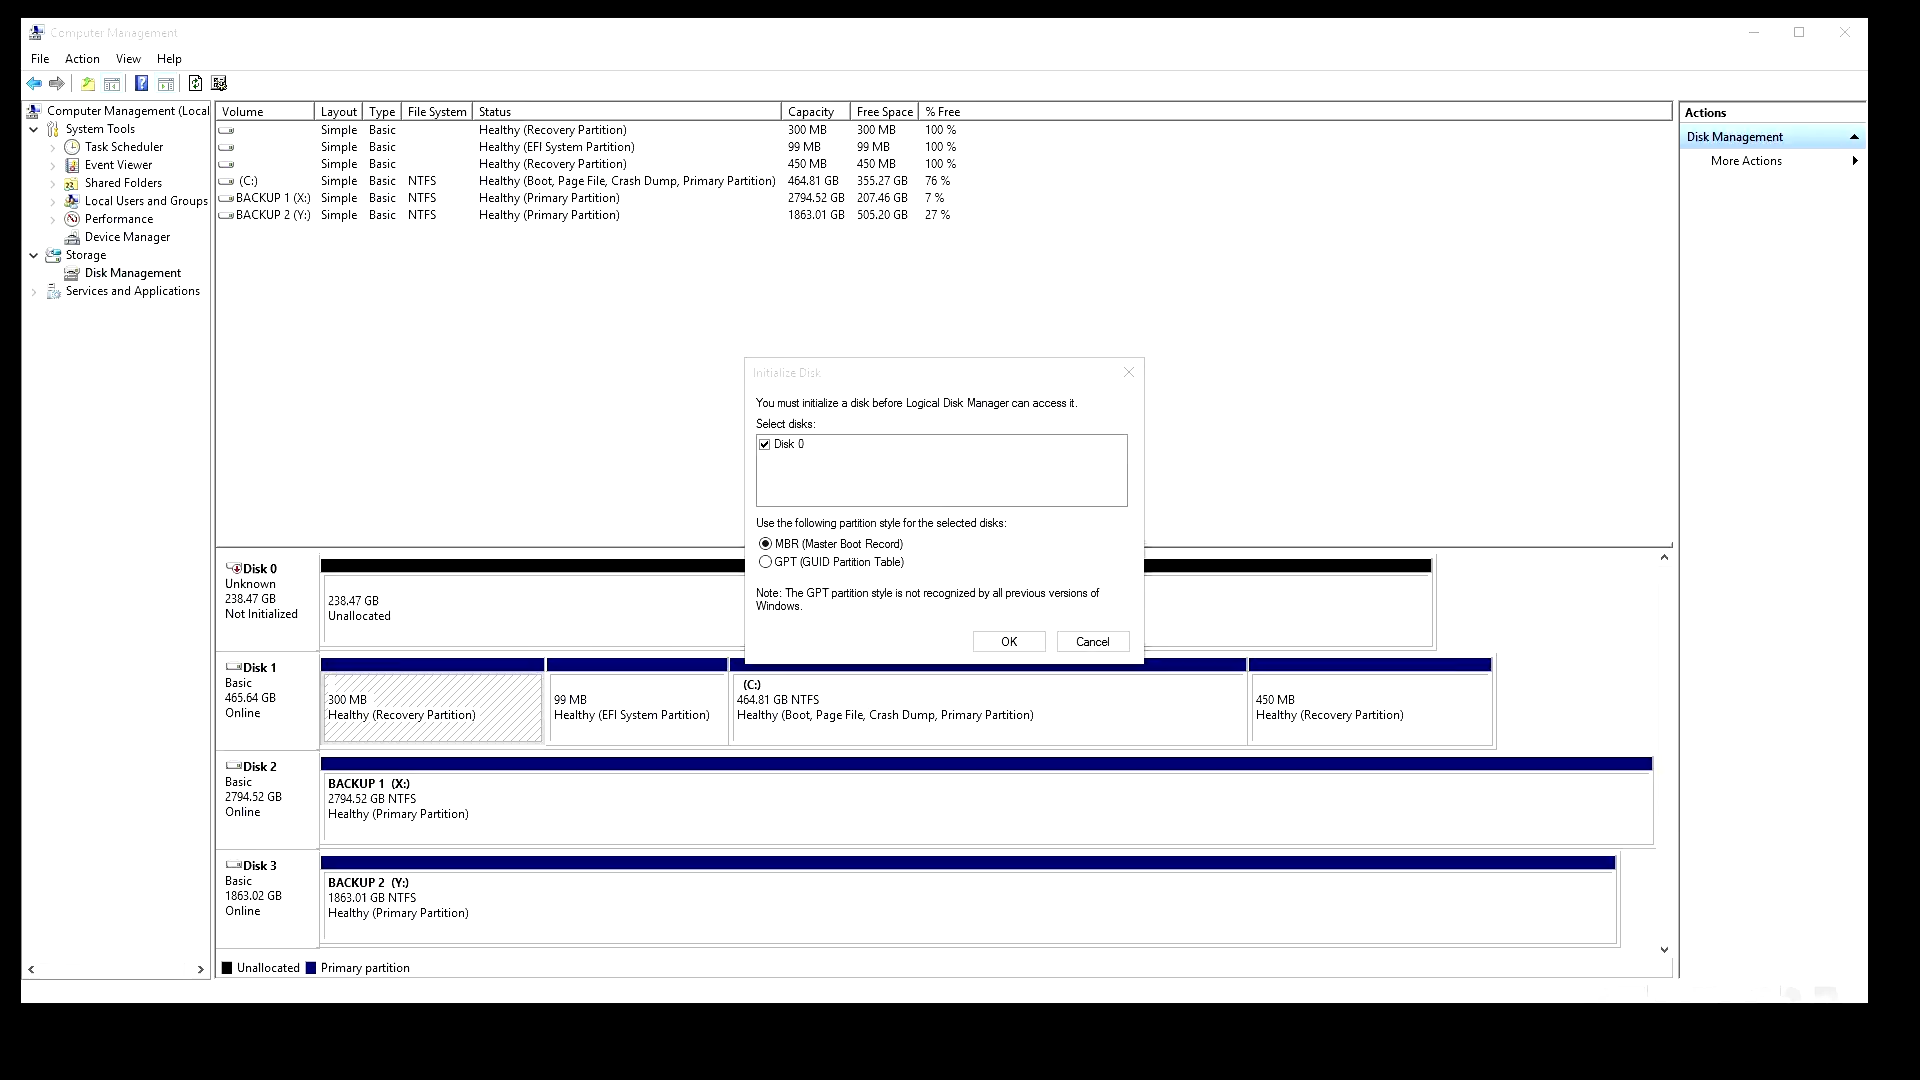 Computer Management
File Action View Help
Computer Management (Local
System Tools
Task Scheduler
Event Viewer
Shared Folders
Local Users and Groups
Performance
Device Manager
Storage
Disk Management
Services and Applications
Volume Layout Type File System Status Capacity Free Space % Free
Simple Basic Healthy (Recovery Partition) 300 MB 300 MB 100 %
Simple Basic Healthy (EFI System Partition) 99 MB 99 MB 100 %
Simple Basic Healthy (Recovery Partition) 450 MB 450 MB 100 %
(C:) Simple Basic NTFS Healthy (Boot, Page File, Crash Dump, Primary Partition) 464.81 GB 355.27 GB 76 %
BACKUP 1 (X:) Simple Basic NTFS Healthy (Primary Partition) 2794.52 GB 207.46 GB 7 %
BACKUP 2 (Y:) Simple Basic NTFS Healthy (Primary Partition) 1863.01 GB 505.20 GB 27 %
Actions
Disk Management
More Actions
Initialize Disk
You must initialize a disk before Logical Disk Manager can access it.
Select disks:
Disk 0
Use the following partition style for the selected disks:
MBR (Master Boot Record)
GPT (GUID Partition Table)
Note: The GPT partition style is not recognized by all previous versions of
Windows.
OK Cancel
Disk 0
Unknown
238.47 GB
Not Initialized
238.47 GB
Unallocated
Disk 1
Basic
465.64 GB
Online
300 MB
Healthy (Recovery Partition)
99 MB
Healthy (EFI System Partition)
(C:)
464.81 GB NTFS
Healthy (Boot, Page File, Crash Dump, Primary Partition)
450 MB
Healthy (Recovery Partition)
Disk 2
Basic
2794.52 GB
Online
BACKUP 1 (X:)
2794.52 GB NTFS
Healthy (Primary Partition)
Disk 3
Basic
1863.02 GB
Online
BACKUP 2 (Y:)
1863.01 GB NTFS
Healthy (Primary Partition)
Unallocated Primary partition